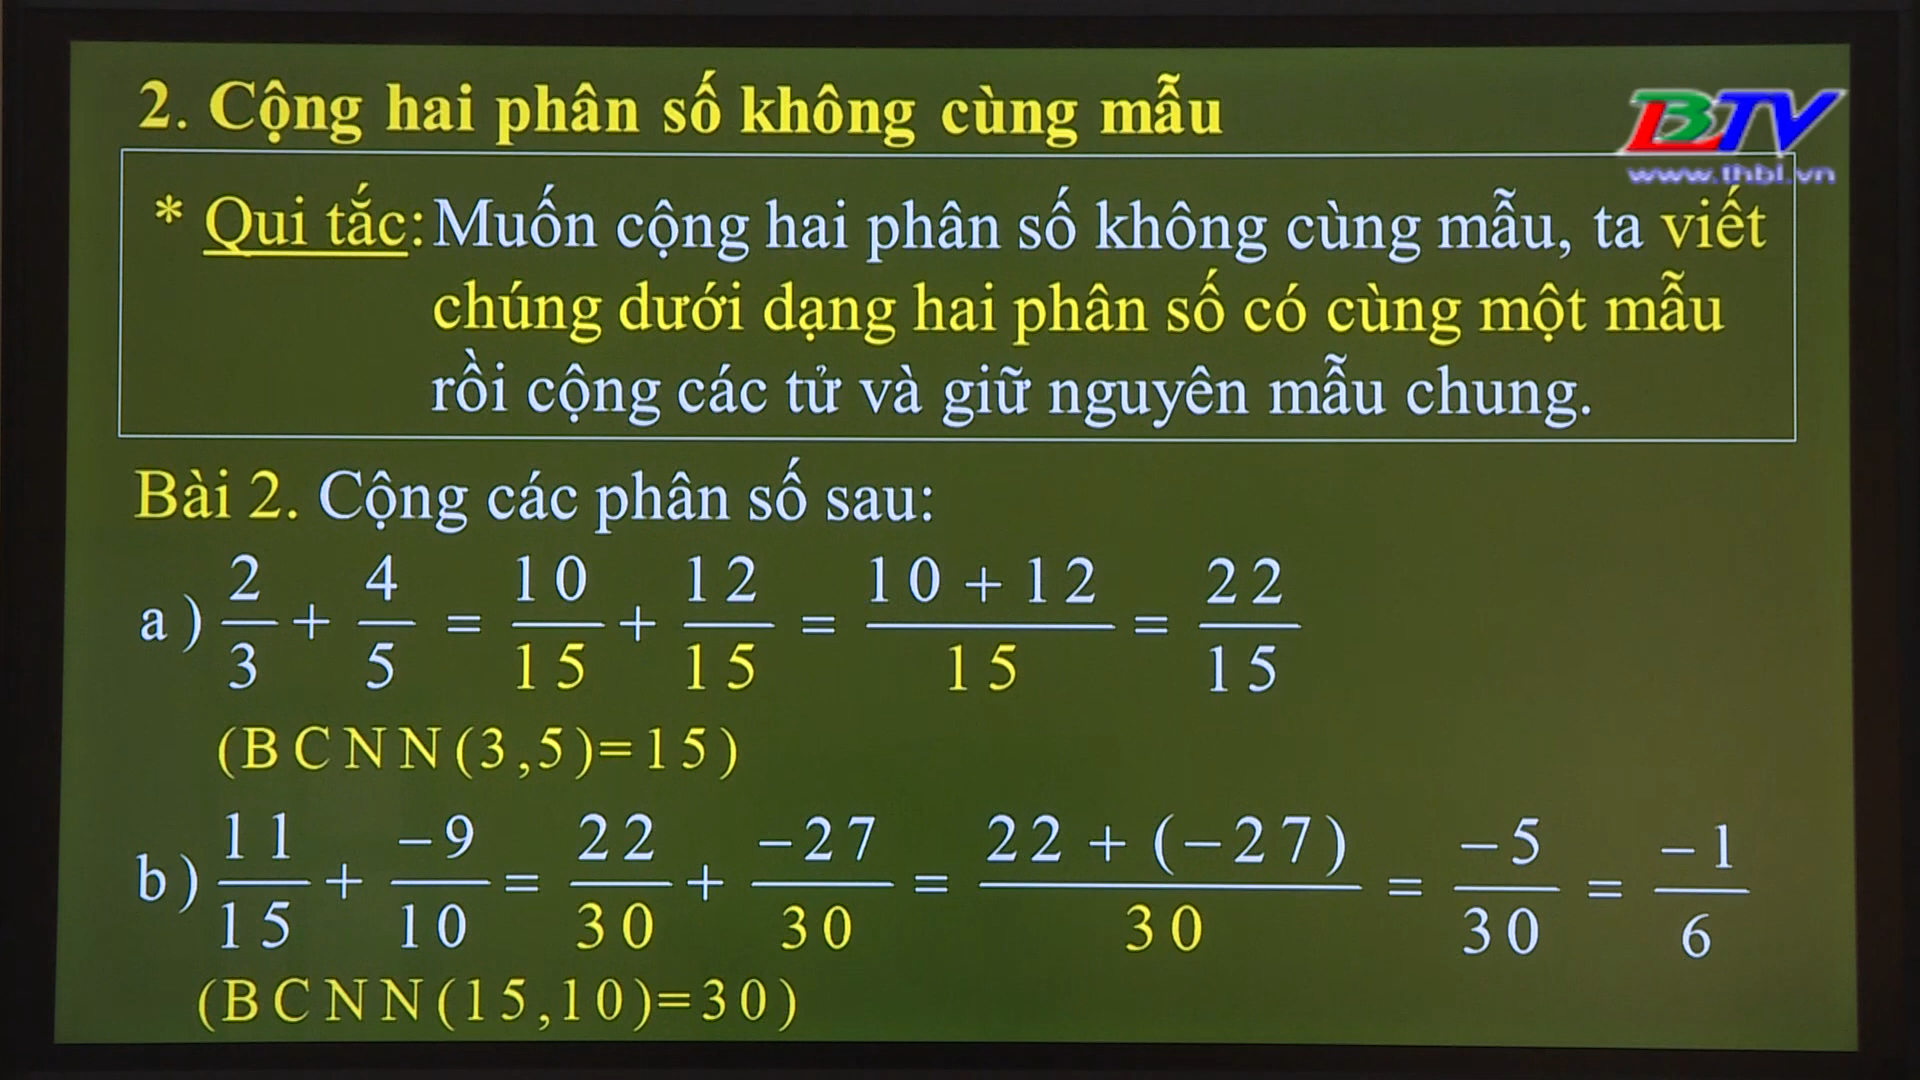 2. Cộng hai phân số không cùng mẫu
BTV
www.thbt.vn
* Qui tắc: Muốn cộng hai phân số không cùng mẫu, ta viết
chúng dưới dạng hai phân số có cùng một mẫu
rồi cộng các tử và giữ nguyên mẫu chung.
Bài 2. Cộng các phân số sau:
a) 2/3 + 4/5 = 10/15 + 12/15 = (10 + 12)/15 = 22/15
(BCNN(3,5)=15)
b) 11/15 + -9/10 = 22/30 + -27/30 = (22 + (-27))/30 = -5/30 = -1/6
(BCNN(15,10)=30)